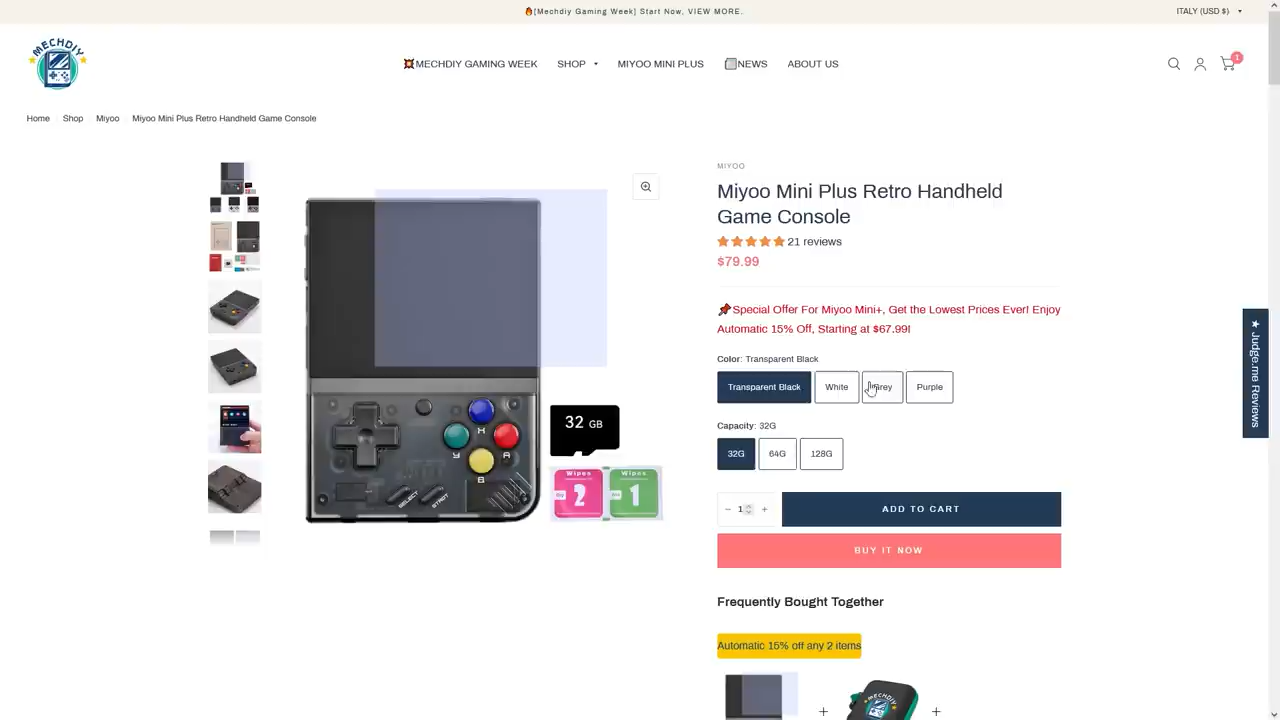 🔥[Mechdiy Gaming Week] Start Now, VIEW MORE.
ITALY (USD $)
MECHDIY
💥MECHDIY GAMING WEEK
SHOP
MIYOO MINI PLUS
📰NEWS
ABOUT US
1
Home
Shop
Miyoo
Miyoo Mini Plus Retro Handheld Game Console
MIYOO
Miyoo Mini Plus Retro Handheld
Game Console
21 reviews
$79.99
📌Special Offer For Miyoo Mini+, Get the Lowest Prices Ever! Enjoy
Automatic 15% Off, Starting at $67.99!
Color: Transparent Black
Transparent Black
White
Grey
Purple
Capacity: 32G
32G
64G
128G
− 1 +
ADD TO CART
BUY IT NOW
Frequently Bought Together
Automatic 15% off any 2 items
+
MECHDIY
+
X
Y
A
B
SELECT
START
32 GB
Wipes
2
Wipes
1
★ Judge.me Reviews